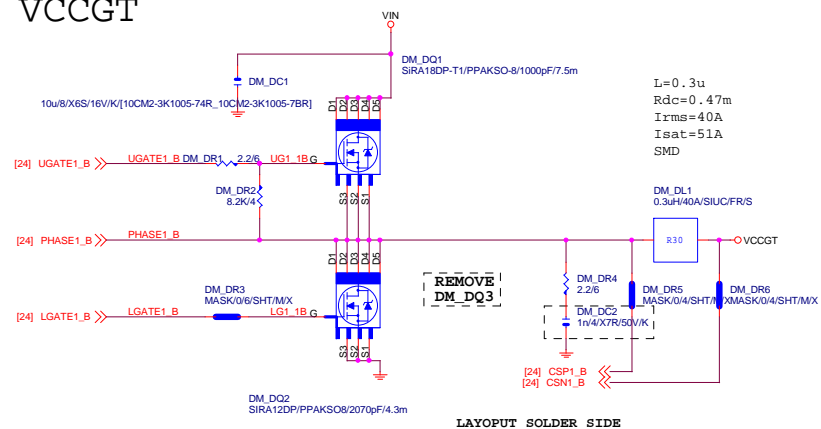 VCCGT
VIN
DM_DQ1
SiRA18DP-T1/PPAKSO-8/1000pF/7.5m
DM_DC1
10u/8/X6S/16V/K/[10CM2-3K1005-74R_10CM2-3K1005-7BR]
L=0.3u
Rdc=0.47m
Irms=40A
Isat=51A
SMD
D1 D2 D3 D4 D5
[24] UGATE1_B UGATE1_B DM_DR1 2.2/6 UG1_1B G
DM_DR2
8.2K/4
S3 S2 S1
DM_DL1
0.3uH/40A/SIUC/FR/S
[24] PHASE1_B PHASE1_B
R30
VCCGT
D1 D2 D3 D4 D5
REMOVE
DM_DQ3
DM_DR4
2.2/6
DM_DR3
MASK/0/6/SHT/M/X
DM_DR5
MASK/0/4/SHT/M/X
DM_DR6
MASK/0/4/SHT/M/X
[24] LGATE1_B LGATE1_B LG1_1B G
DM_DC2
1n/4/X7R/50V/K
S3 S2 S1
[24] CSP1_B
[24] CSN1_B
DM_DQ2
SIRA12DP/PPAKSO8/2070pF/4.3m
LAYOPUT SOLDER SIDE